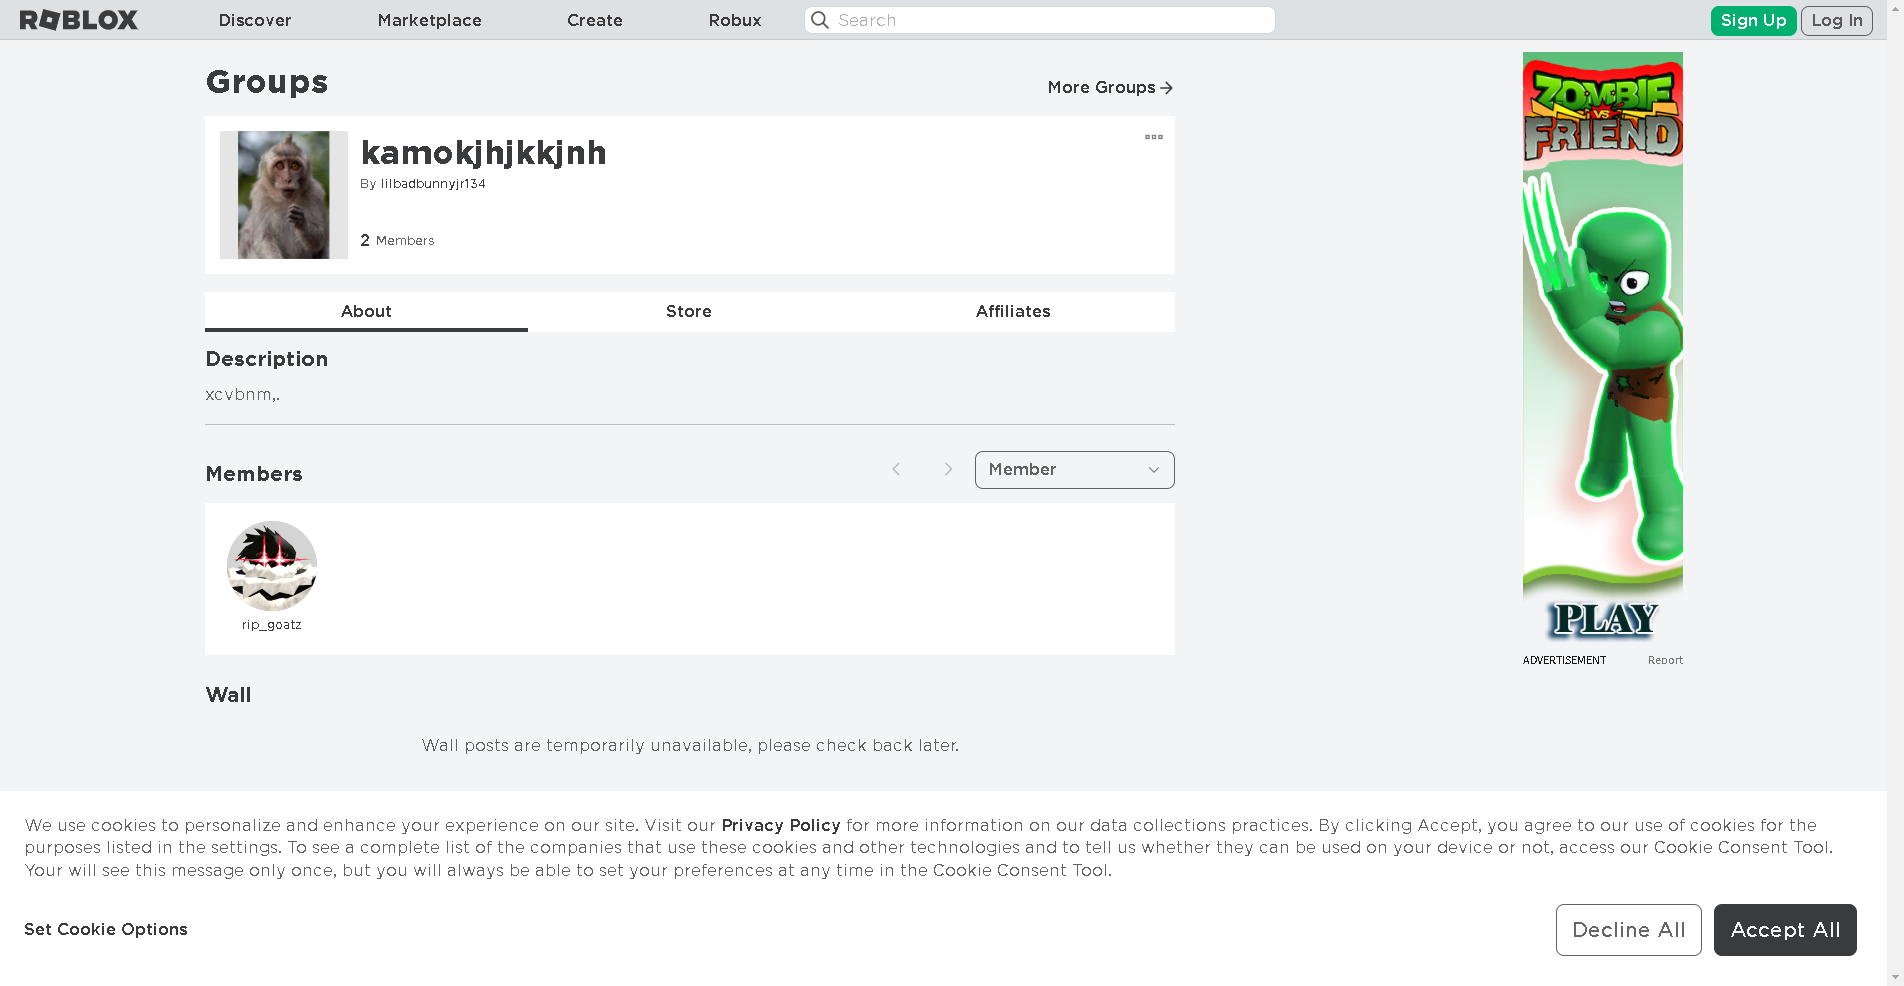 ROBLOX Discover Marketplace Create Robux Search Sign Up Log In
Groups
More Groups
kamokjhjkkjnh
By lilbadbunnyjr134
2 Members
About Store Affiliates
Description
xcvbnm,.
Members
Member
rip_goatz
Wall
Wall posts are temporarily unavailable, please check back later.
ZOMBIE
VS
FRIEND
PLAY
ADVERTISEMENT Report
We use cookies to personalize and enhance your experience on our site. Visit our Privacy Policy for more information on our data collections practices. By clicking Accept, you agree to our use of cookies for the
purposes listed in the settings. To see a complete list of the companies that use these cookies and other technologies and to tell us whether they can be used on your device or not, access our Cookie Consent Tool.
Your will see this message only once, but you will always be able to set your preferences at any time in the Cookie Consent Tool.
Set Cookie Options
Decline All
Accept All